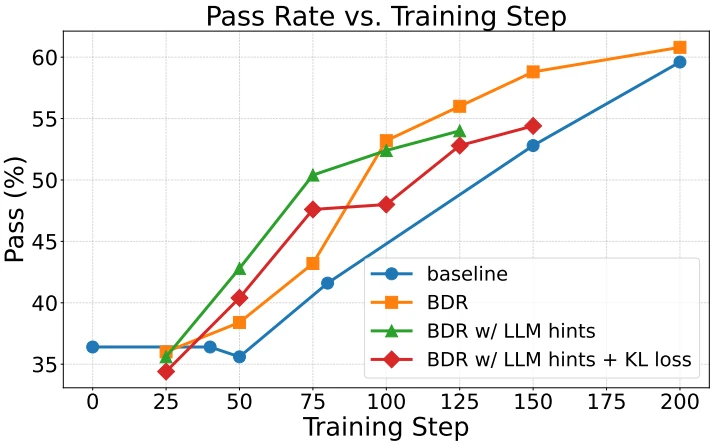 Pass Rate vs. Training Step
Pass (%)
60
55
50
45
40
35
baseline
BDR
BDR w/ LLM hints
BDR w/ LLM hints + KL loss
0 25 50 75 100 125 150 175 200
Training Step